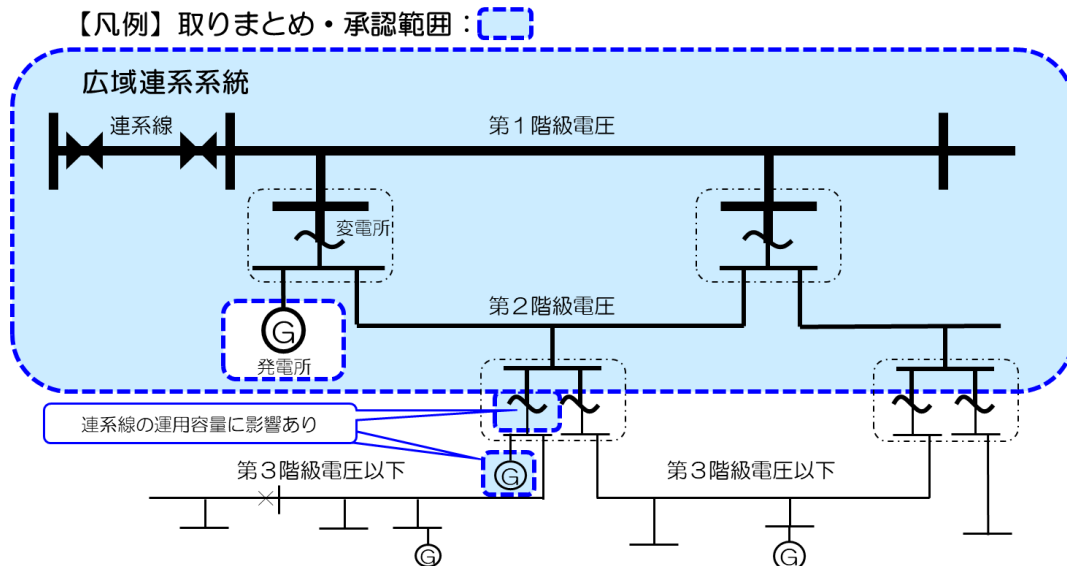 【凡例】取りまとめ・承認範囲：
広域連系系統
連系線
第1階級電圧
変電所
第2階級電圧
G
発電所
連系線の運用容量に影響あり
G
第3階級電圧以下
第3階級電圧以下
G
G